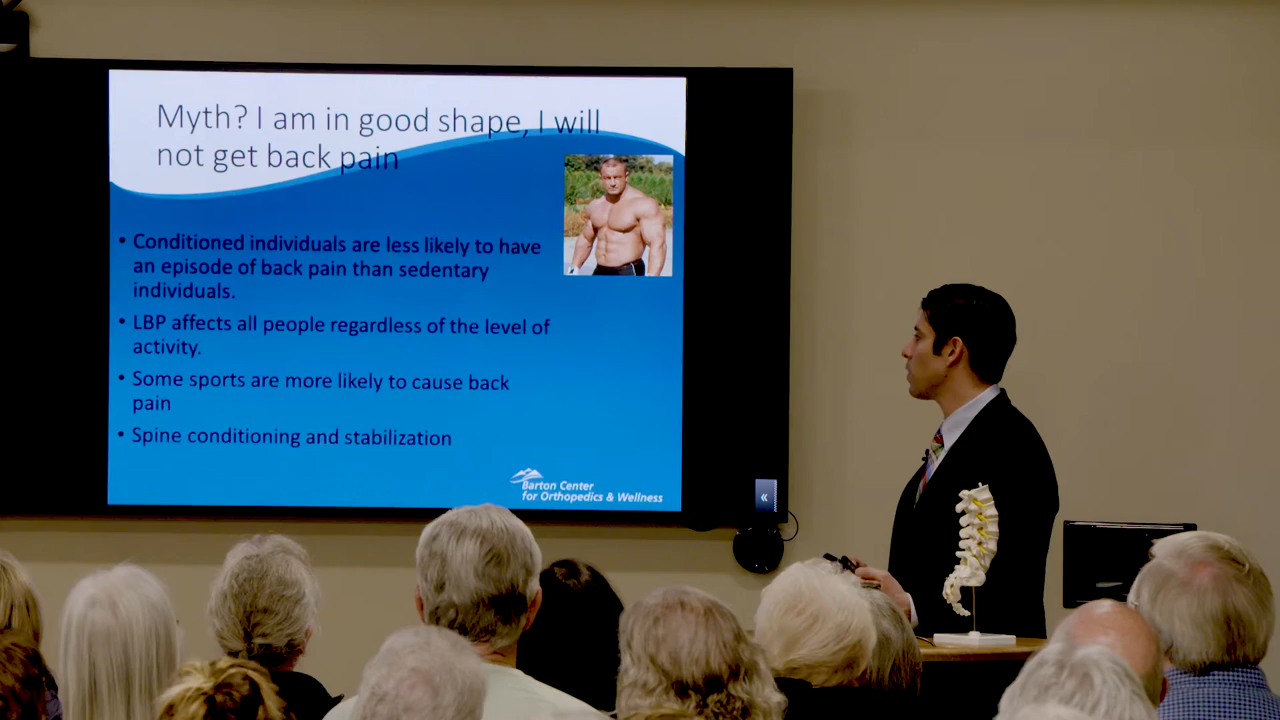 Myth? I am in good shape, I will
not get back pain
• Conditioned individuals are less likely to have
an episode of back pain than sedentary
individuals.
• LBP affects all people regardless of the level of
activity.
• Some sports are more likely to cause back
pain
• Spine conditioning and stabilization
Barton Center
for Orthopedics & Wellness
«